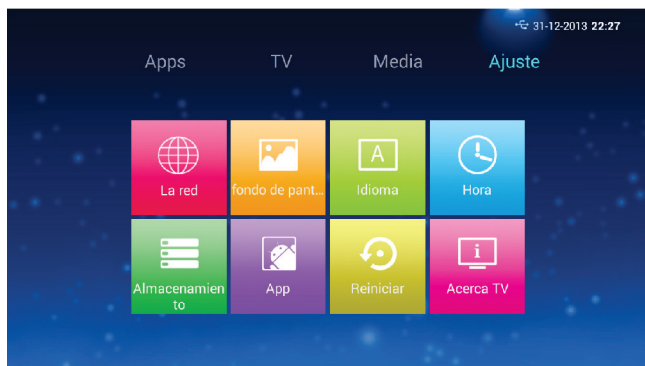 31-12-2013 22:27
Apps TV Media Ajuste
A
La red fondo de pant... Idioma Hora
i
Almacenamien
to
App Reiniciar Acerca TV